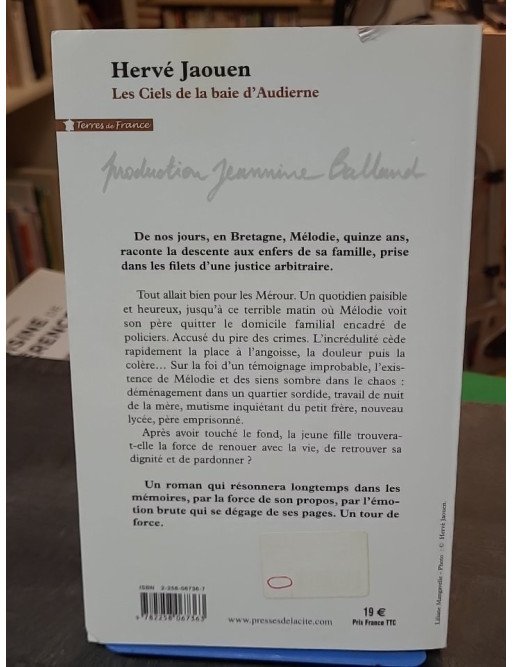 Hervé Jaouen
Les Ciels de la baie d'Audierne
Terres de France
production Jeannine Balland
De nos jours, en Bretagne, Mélodie, quinze ans,
raconte la descente aux enfers de sa famille, prise
dans les filets d'une justice arbitraire.
Tout allait bien pour les Mérour. Un quotidien paisible
et heureux, jusqu'à ce terrible matin où Mélodie voit
son père quitter le domicile familial encadré de
policiers. Accusé du pire des crimes. L'incrédulité cède
rapidement la place à l'angoisse, la douleur puis la
colère... Sur la foi d'un témoignage improbable, l'exis-
tence de Mélodie et des siens sombre dans le chaos :
déménagement dans un quartier sordide, travail de nuit
de la mère, mutisme inquiétant du petit frère, nouveau
lycée, père emprisonné.
Après avoir touché le fond, la jeune fille trouvera-
t-elle la force de renouer avec la vie, de retrouver sa
dignité et de pardonner ?
Un roman qui résonnera longtemps dans les
mémoires, par la force de son propos, par l'émo-
tion brute qui se dégage de ses pages. Un tour de
force.
ISBN 2-258-06736-7
9782258067363
www.pressesdelacite.com
19 €
Prix France TTC
Photo : © Hervé Jaouen.